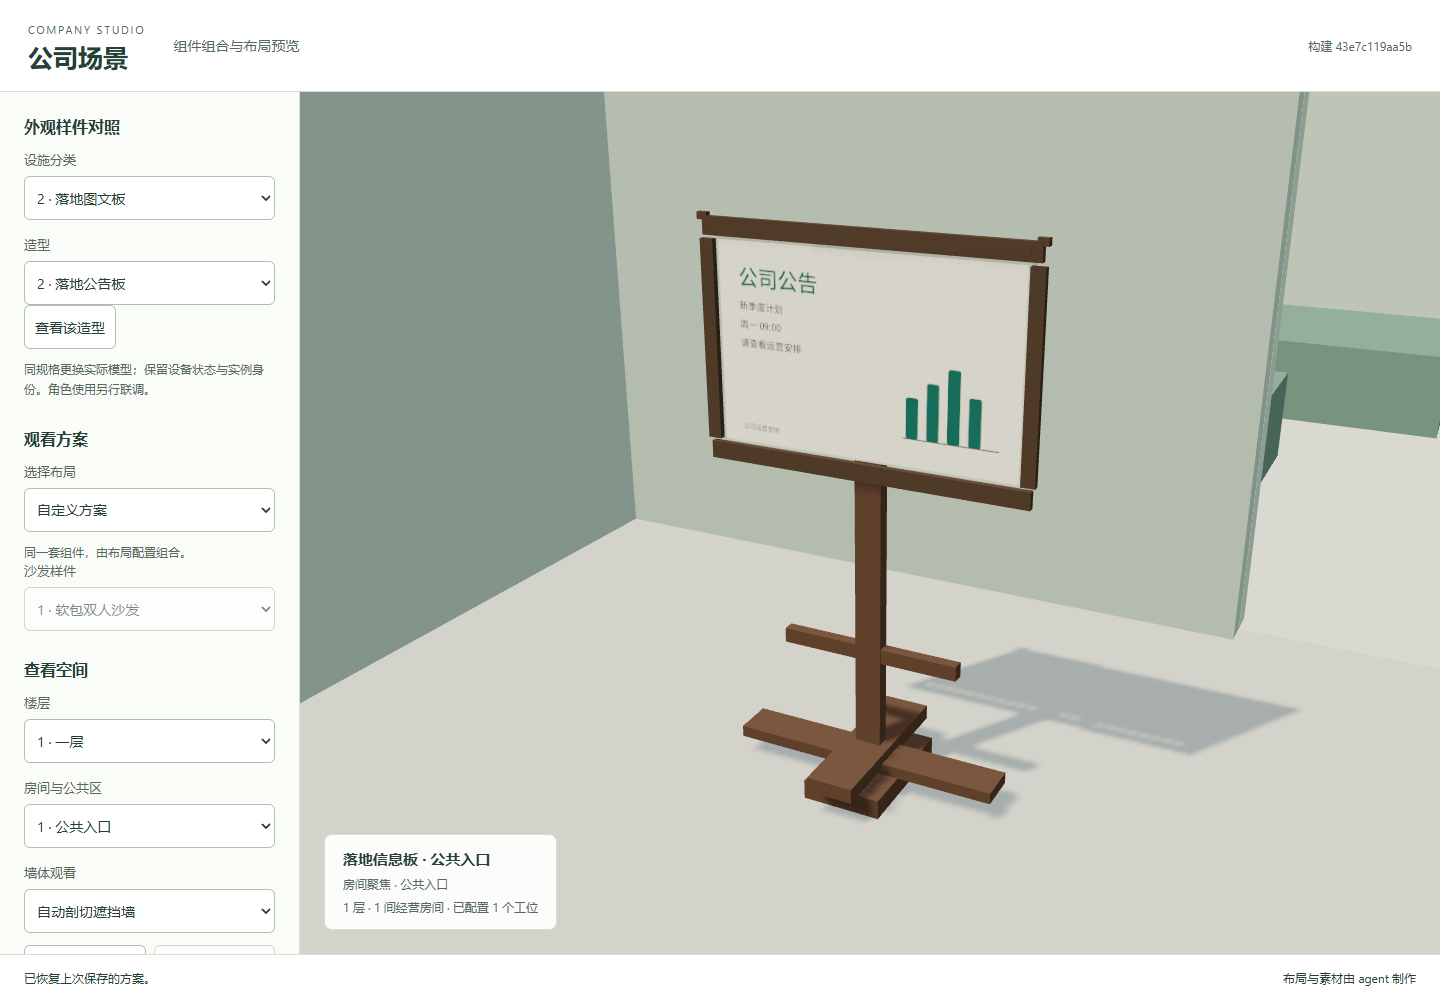 COMPANY STUDIO
公司场景
组件组合与布局预览
构建 43e7c119aa5b
外观样件对照
设施分类
2 · 落地图文板
造型
2 · 落地公告板
查看该造型
同规格更换实际模型；保留设备状态与实例身
份。角色使用另行联调。
观看方案
选择布局
自定义方案
同一套组件，由布局配置组合。
沙发样件
1 · 软包双人沙发
查看空间
楼层
1 · 一层
房间与公共区
1 · 公共入口
墙体观看
自动剖切遮挡墙
公司公告
新季度计划
周一 09:00
请查看运营安排
公司运营安排
落地信息板 · 公共入口
房间聚焦 · 公共入口
1 层 · 1 间经营房间 · 已配置 1 个工位
已恢复上次保存的方案。
布局与素材由 agent 制作